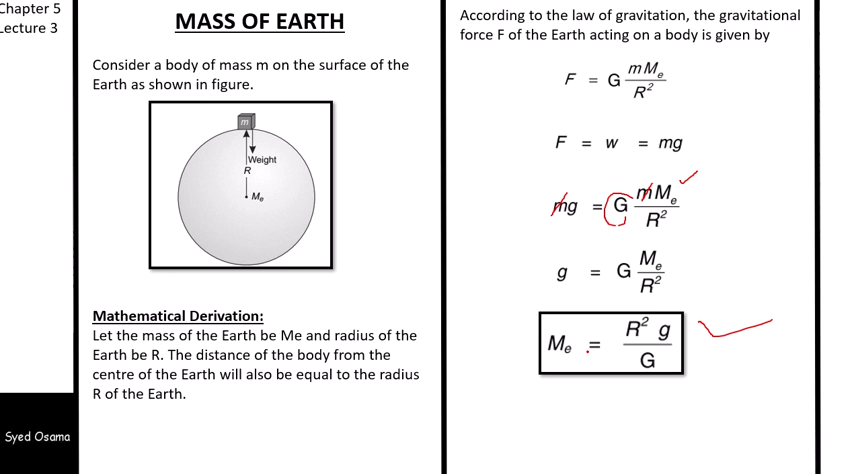 Chapter 5
Lecture 3
MASS OF EARTH
Consider a body of mass m on the surface of the
Earth as shown in figure.
m
Weight
R
Me
Mathematical Derivation:
Let the mass of the Earth be Me and radius of the
Earth be R. The distance of the body from the
centre of the Earth will also be equal to the radius
R of the Earth.
According to the law of gravitation, the gravitational
force F of the Earth acting on a body is given by
F = G mMe / R²
F = w = mg
mg = G mMe / R²
g = G Me / R²
Me = R² g / G
Syed Osama